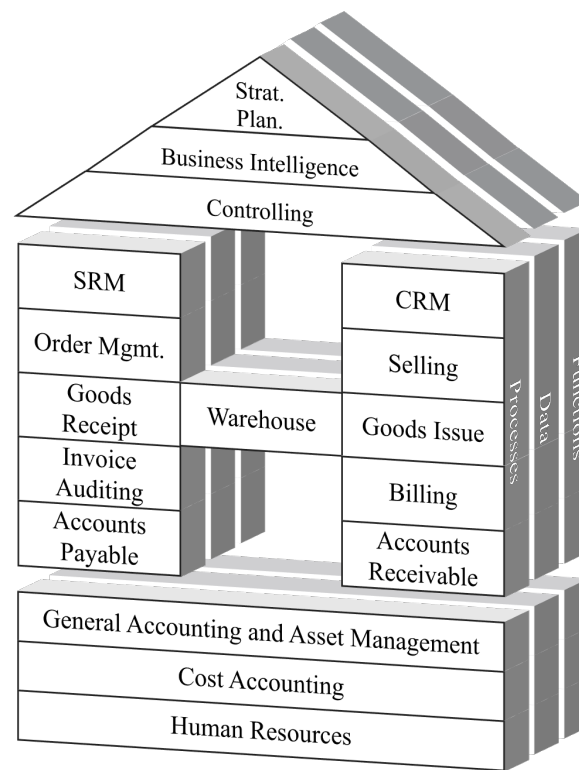 Strat.
Plan.
Business Intelligence
Controlling
SRM
Order Mgmt.
Goods
Receipt
Invoice
Auditing
Accounts
Payable
Warehouse
CRM
Selling
Goods Issue
Billing
Accounts
Receivable
Processes
Data
Functions
General Accounting and Asset Management
Cost Accounting
Human Resources